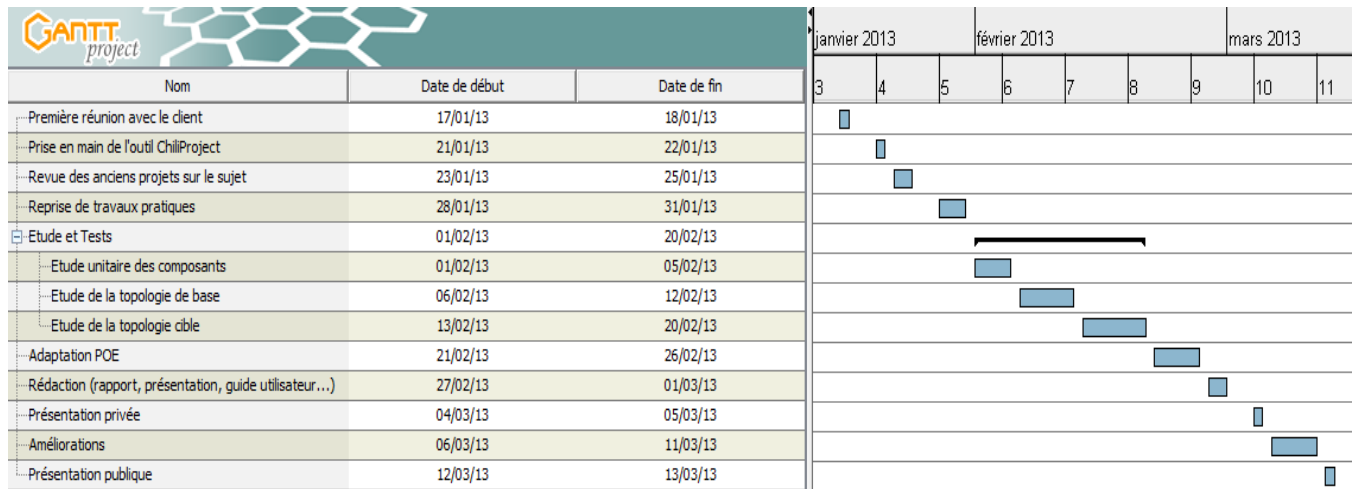 GANTT
project
janvier 2013 février 2013 mars 2013
Nom Date de début Date de fin 3 4 5 6 7 8 9 10 11
Première réunion avec le client 17/01/13 18/01/13
Prise en main de l'outil ChiliProject 21/01/13 22/01/13
Revue des anciens projets sur le sujet 23/01/13 25/01/13
Reprise de travaux pratiques 28/01/13 31/01/13
Etude et Tests 01/02/13 20/02/13
Etude unitaire des composants 01/02/13 05/02/13
Etude de la topologie de base 06/02/13 12/02/13
Etude de la topologie cible 13/02/13 20/02/13
Adaptation POE 21/02/13 26/02/13
Rédaction (rapport, présentation, guide utilisateur...) 27/02/13 01/03/13
Présentation privée 04/03/13 05/03/13
Améliorations 06/03/13 11/03/13
Présentation publique 12/03/13 13/03/13